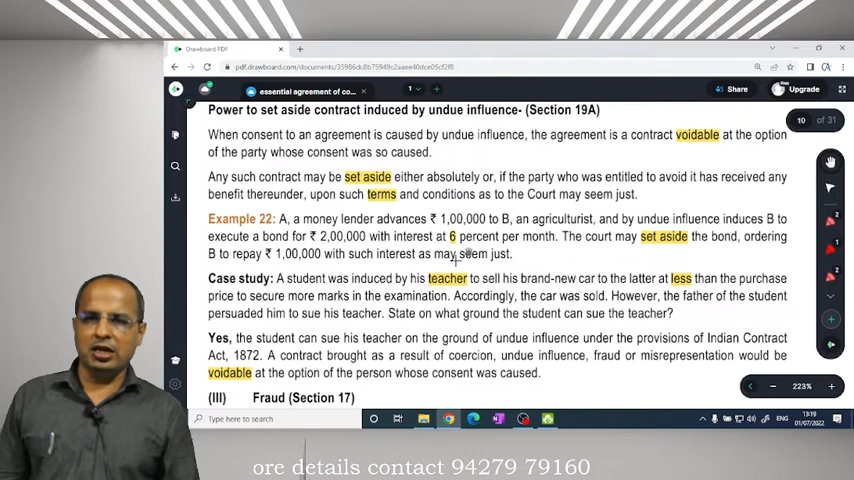 Drawboard PDF
pdf.drawboard.com/documents/35986dc8b75949c2aaee40dce05cf2f8
essential agreement of co...
1
Share
Upgrade
10 of 31
Power to set aside contract induced by undue influence- (Section 19A)
When consent to an agreement is caused by undue influence, the agreement is a contract voidable at the option
of the party whose consent was so caused.
Any such contract may be set aside either absolutely or, if the party who was entitled to avoid it has received any
benefit thereunder, upon such terms and conditions as to the Court may seem just.
Example 22: A, a money lender advances ₹ 1,00,000 to B, an agriculturist, and by undue influence induces B to
execute a bond for ₹ 2,00,000 with interest at 6 percent per month. The court may set aside the bond, ordering
B to repay ₹ 1,00,000 with such interest as may seem just.
Case study: A student was induced by his teacher to sell his brand-new car to the latter at less than the purchase
price to secure more marks in the examination. Accordingly, the car was sold. However, the father of the student
persuaded him to sue his teacher. State on what ground the student can sue the teacher?
Yes, the student can sue his teacher on the ground of undue influence under the provisions of Indian Contract
Act, 1872. A contract brought as a result of coercion, undue influence, fraud or misrepresentation would be
voidable at the option of the person whose consent was caused.
(III) Fraud (Section 17)
223%
Type here to search
ENG
13:19
01/07/2022
ore details contact 94279 79160